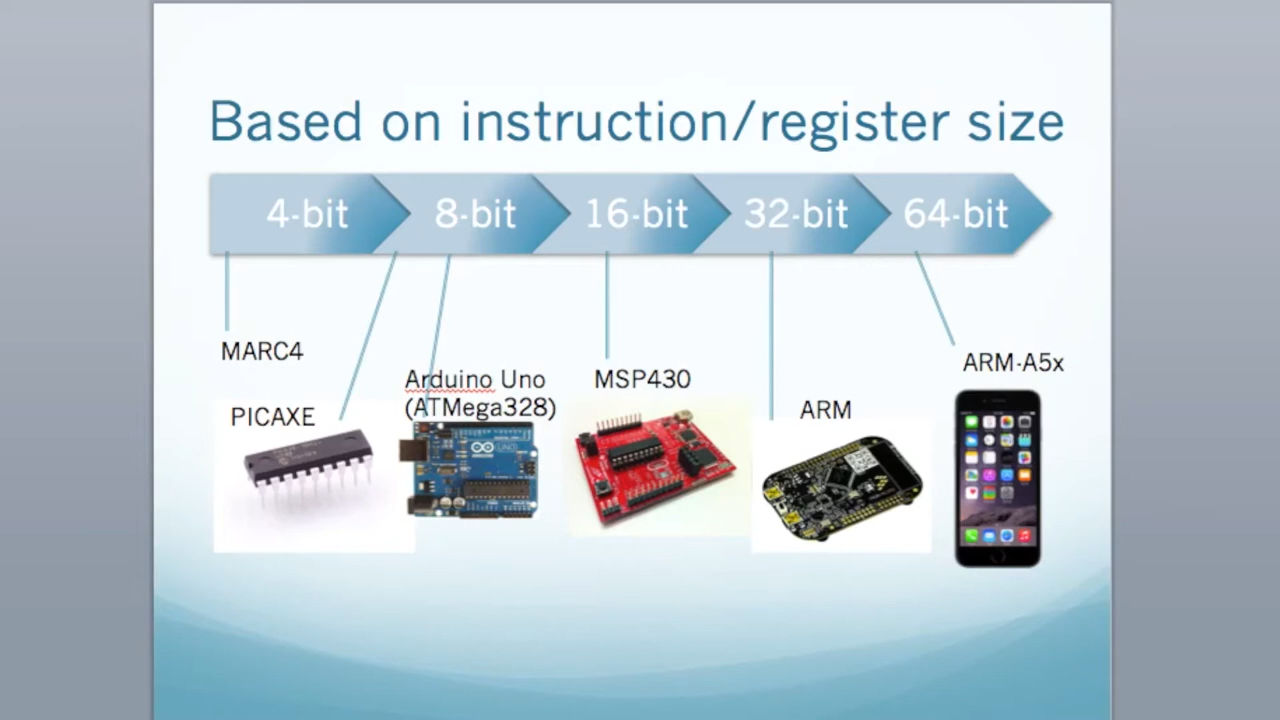 Based on instruction/register size
4-bit
8-bit
16-bit
32-bit
64-bit
MARC4
PICAXE
Arduino Uno
(ATMega328)
MSP430
ARM
ARM-A5x
UNO